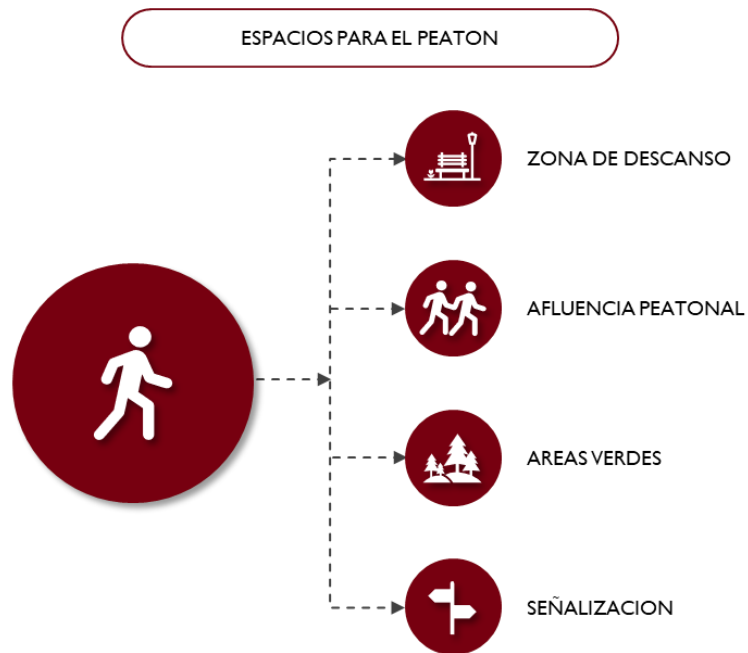 ESPACIOS PARA EL PEATON
ZONA DE DESCANSO
AFLUENCIA PEATONAL
AREAS VERDES
SEÑALIZACION